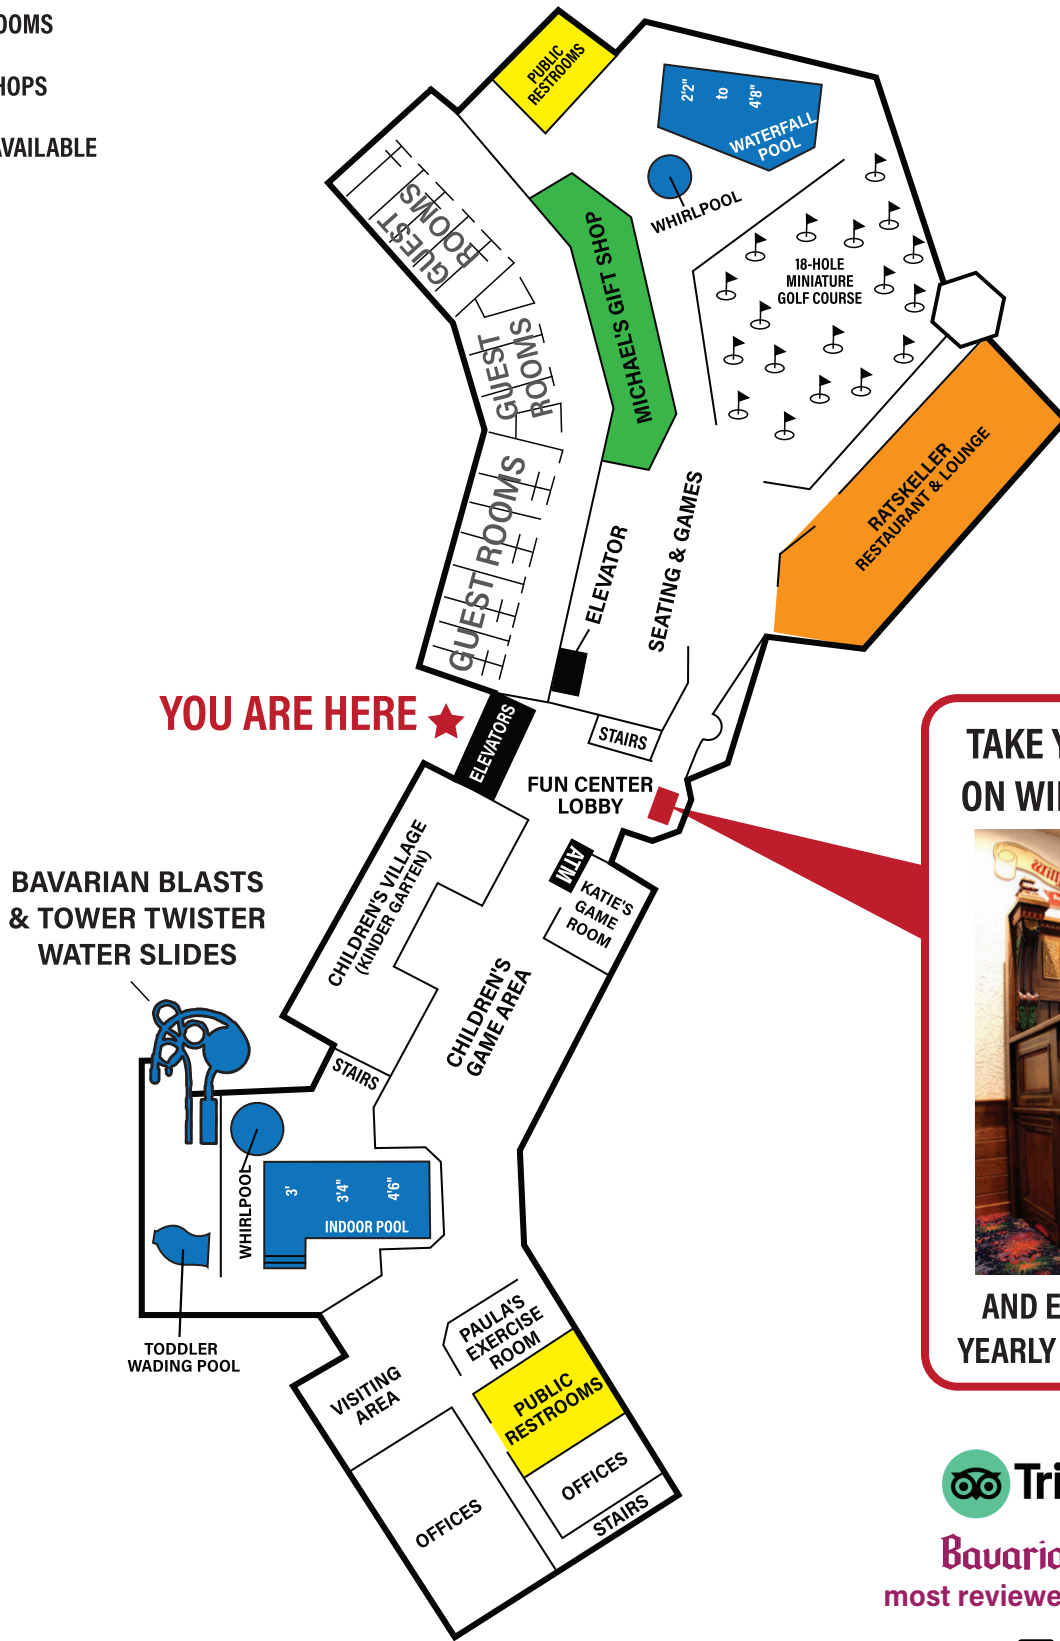 OOMS
HOPS
AVAILABLE
PUBLIC
RESTROOMS
2'2" to 4'8"
WATERFALL
POOL
WHIRLPOOL
GUEST
ROOMS
MICHAEL'S GIFT SHOP
18-HOLE
MINIATURE
GOLF COURSE
GUEST
ROOMS
RATSKELLER
RESTAURANT & LOUNGE
GUEST ROOMS
ELEVATOR
SEATING & GAMES
YOU ARE HERE
ELEVATORS
STAIRS
FUN CENTER
LOBBY
TAKE Y
ON WI
ATM
KATIE'S
GAME
ROOM
CHILDREN'S VILLAGE
(KINDER GARTEN)
BAVARIAN BLASTS
& TOWER TWISTER
WATER SLIDES
CHILDREN'S
GAME AREA
STAIRS
WHIRLPOOL
3' 3'4" 4'6"
INDOOR POOL
TODDLER
WADING POOL
AND E
YEARLY
PAULA'S
EXERCISE
ROOM
VISITING
AREA
PUBLIC
RESTROOMS
OFFICES
OFFICES
STAIRS
Tri
Bavaria
most reviewe